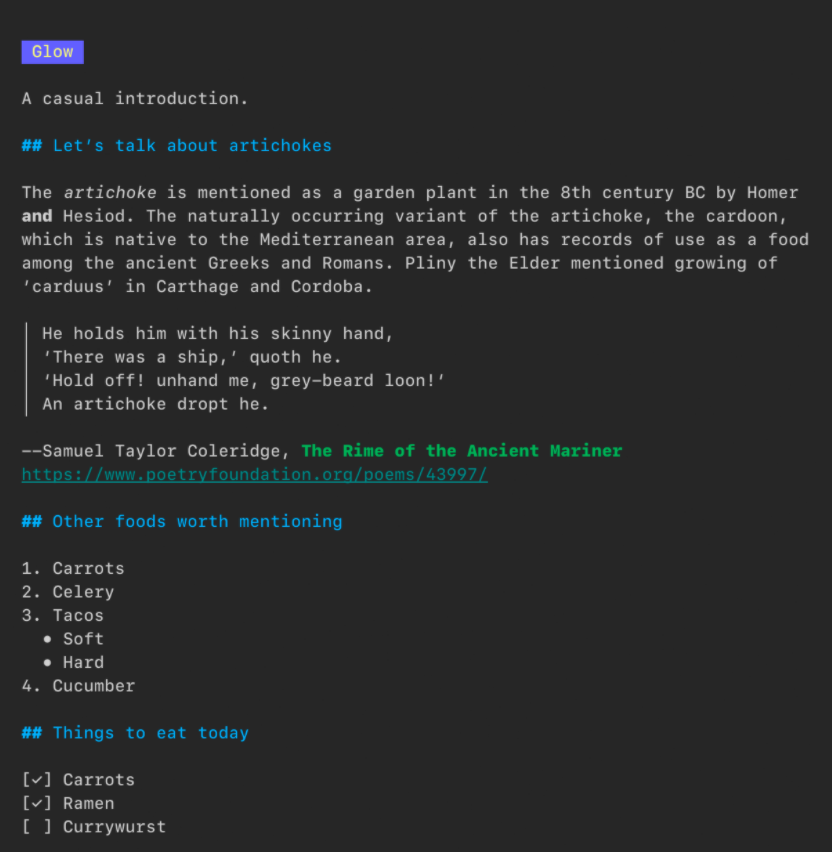 Glow
A casual introduction.
## Let’s talk about artichokes
The artichoke is mentioned as a garden plant in the 8th century BC by Homer
and Hesiod. The naturally occurring variant of the artichoke, the cardoon,
which is native to the Mediterranean area, also has records of use as a food
among the ancient Greeks and Romans. Pliny the Elder mentioned growing of
‘carduus’ in Carthage and Cordoba.
He holds him with his skinny hand,
‘There was a ship,’ quoth he.
‘Hold off! unhand me, grey-beard loon!’
An artichoke dropt he.
--Samuel Taylor Coleridge, The Rime of the Ancient Mariner
https://www.poetryfoundation.org/poems/43997/
## Other foods worth mentioning
1. Carrots
2. Celery
3. Tacos
• Soft
• Hard
4. Cucumber
## Things to eat today
[✓] Carrots
[✓] Ramen
[ ] Currywurst